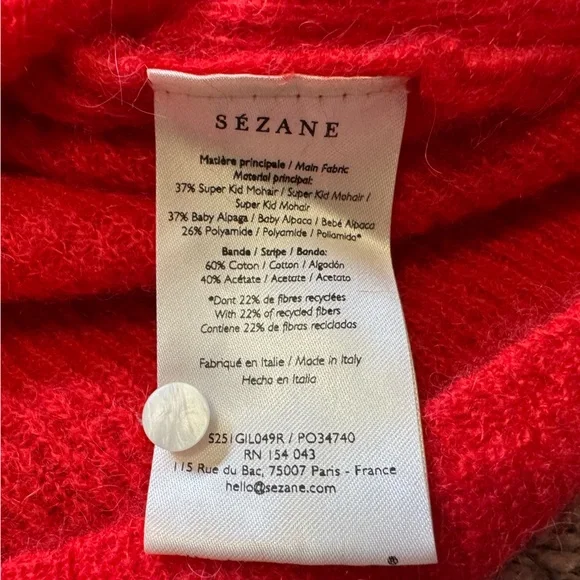 SÉZANE
Matière principale / Main Fabric
Material principal:
37% Super Kid Mohair / Super Kid Mohair /
Super Kid Mohair
37% Baby Alpaga / Baby Alpaca / Bebé Alpaca
26% Polyamide / Polyamide / Poliamida*
Bande / Stripe / Banda:
60% Coton / Cotton / Algodón
40% Acétate / Acetate / Acetato
*Dont 22% de fibres recyclées
With 22% of recycled fibers
Contiene 22% de fibras recicladas
Fabriqué en Italie / Made in Italy
Hecho en Italia
S251GIL049R / PO34740
RN 154 043
115 Rue du Bac, 75007 Paris - France
hello@sezane.com
®